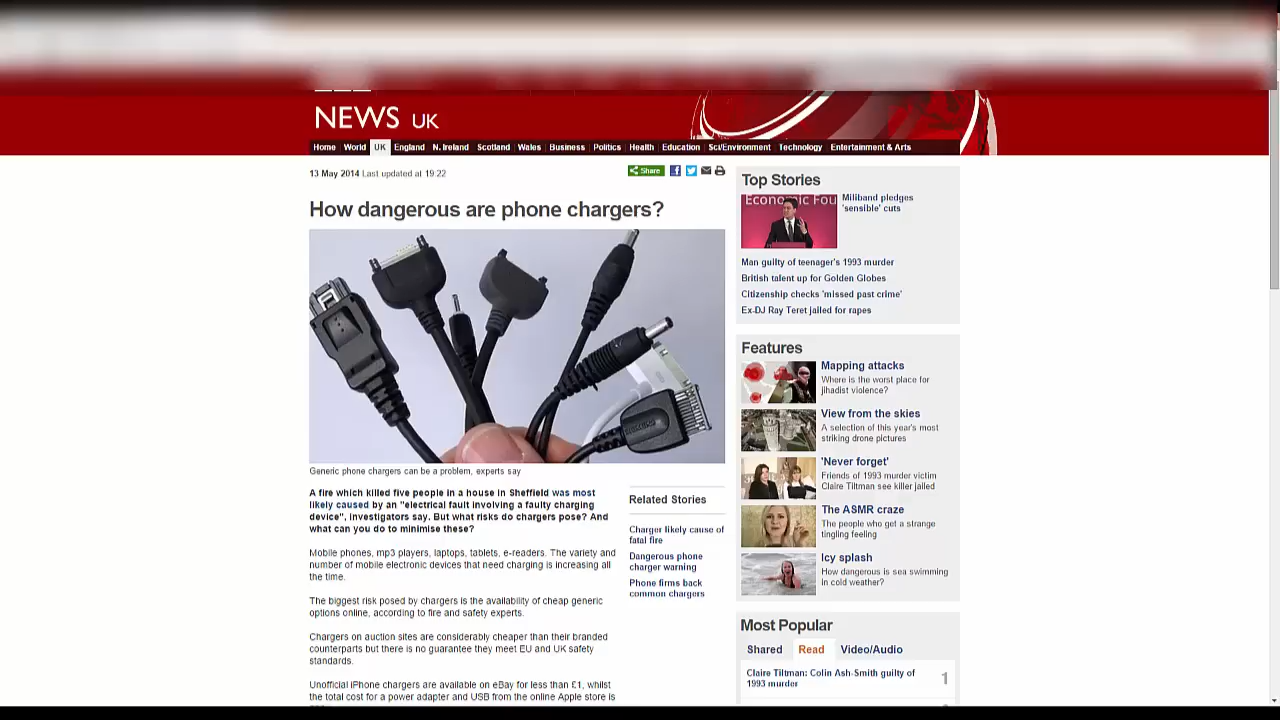 NEWS UK
Home World UK England N. Ireland Scotland Wales Business Politics Health Education Sci/Environment Technology Entertainment & Arts
13 May 2014 Last updated at 19:22
Share
How dangerous are phone chargers?
Generic phone chargers can be a problem, experts say
A fire which killed five people in a house in Sheffield was most
likely caused by an "electrical fault involving a faulty charging
device", investigators say. But what risks do chargers pose? And
what can you do to minimise these?
Mobile phones, mp3 players, laptops, tablets, e-readers. The variety and
number of mobile electronic devices that need charging is increasing all
the time.
The biggest risk posed by chargers is the availability of cheap generic
options online, according to fire and safety experts.
Chargers on auction sites are considerably cheaper than their branded
counterparts but there is no guarantee they meet EU and UK safety
standards.
Unofficial iPhone chargers are available on eBay for less than £1, whilst
the total cost for a power adapter and USB from the online Apple store is
Related Stories
Charger likely cause of
fatal fire
Dangerous phone
charger warning
Phone firms back
common chargers
Top Stories
Economic Fou
Miliband pledges
'sensible' cuts
Man guilty of teenager's 1993 murder
British talent up for Golden Globes
Citizenship checks 'missed past crime'
Ex-DJ Ray Teret jailed for rapes
Features
Mapping attacks
Where is the worst place for
jihadist violence?
View from the skies
A selection of this year's most
striking drone pictures
'Never forget'
Friends of 1993 murder victim
Claire Tiltman see killer jailed
The ASMR craze
The people who get a strange
tingling feeling
Icy splash
How dangerous is sea swimming
in cold weather?
Most Popular
Shared Read Video/Audio
Claire Tiltman: Colin Ash-Smith guilty of
1993 murder
1